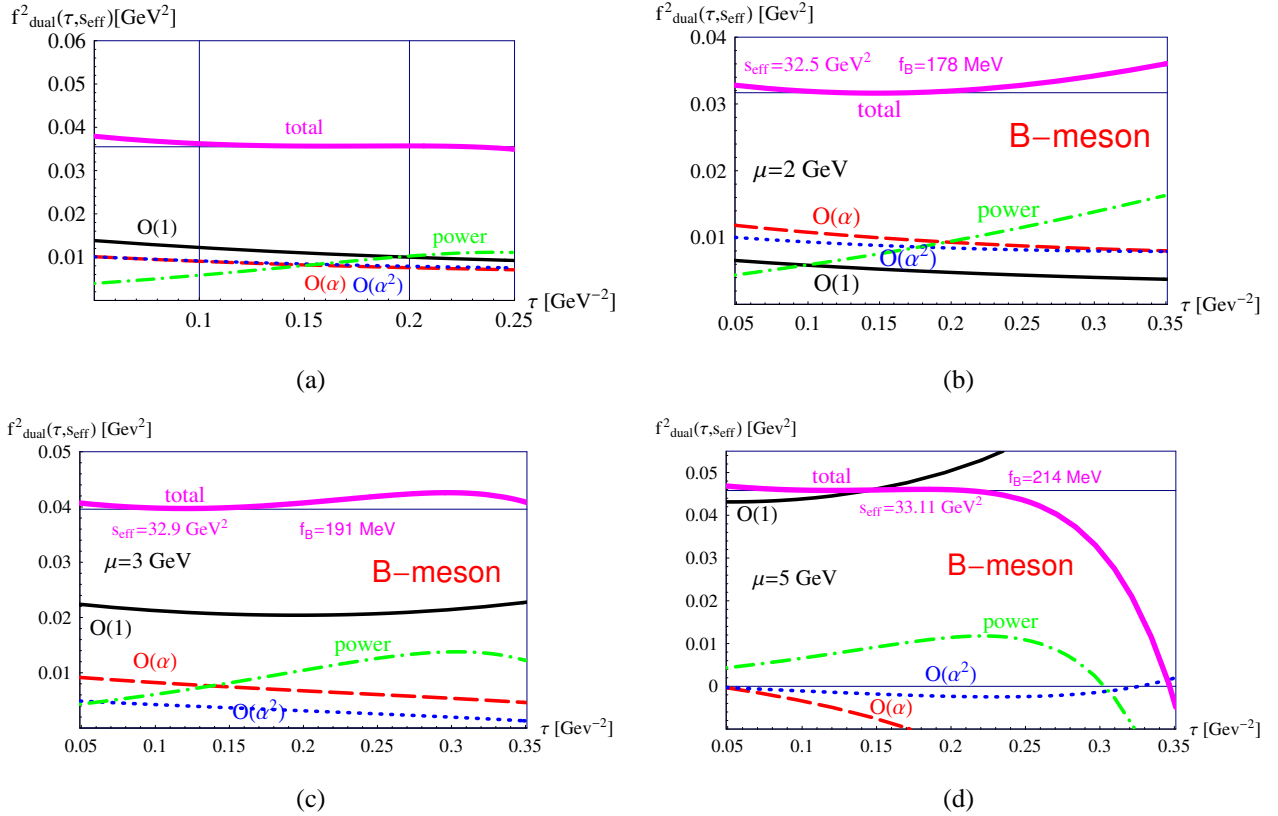 f²dual(τ,seff)[GeV²]
0.06
0.04
0.02
0.01
0.1
0.15
0.2
0.25
τ [GeV⁻²]
total
O(1)
power
O(α)
O(α²)
(a)
f²dual(τ,seff) [Gev²]
0.04
0.03
0.02
0.01
0
0.05
0.1
0.15
0.2
0.25
0.3
0.35
τ [Gev⁻²]
seff=32.5 GeV² fB=178 MeV
total
B−meson
μ=2 GeV
O(α)
power
O(α²)
O(1)
(b)
f²dual(τ,seff) [Gev²]
0.05
0.04
0.03
0.02
0.01
0
0.05
0.1
0.15
0.2
0.25
0.3
0.35
τ [Gev⁻²]
total
seff=32.9 GeV² fB=191 MeV
μ=3 GeV
B−meson
O(1)
power
O(α)
O(α²)
(c)
f²dual(τ,seff) [Gev²]
0.05
0.04
0.03
0.02
0.01
0
0.05
0.1
0.15
0.2
0.25
0.3
0.35
τ [Gev⁻²]
total
fB=214 MeV
O(1)
seff=33.11 GeV²
B−meson
μ=5 GeV
power
O(α²)
O(α)
(d)